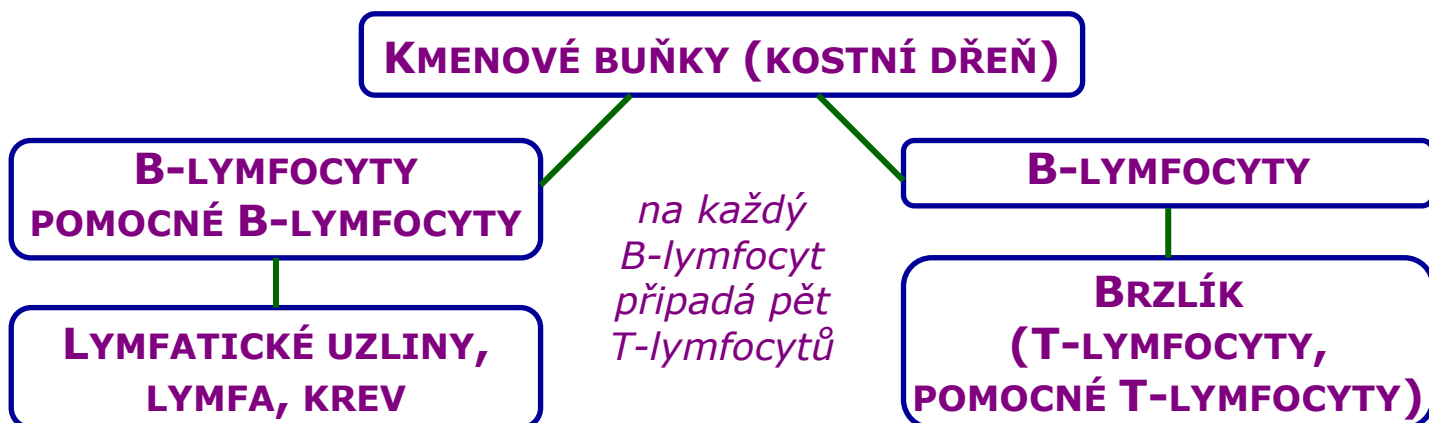 KMENOVÉ BUŇKY (KOSTNÍ DŘEŇ)
B-LYMFOCYTY
POMOCNÉ B-LYMFOCYTY
LYMFATICKÉ UZLINY,
LYMFA, KREV
na každý
B-lymfocyt
připadá pět
T-lymfocytů
B-LYMFOCYTY
BRZLÍK
(T-LYMFOCYTY,
POMOCNÉ T-LYMFOCYTY)